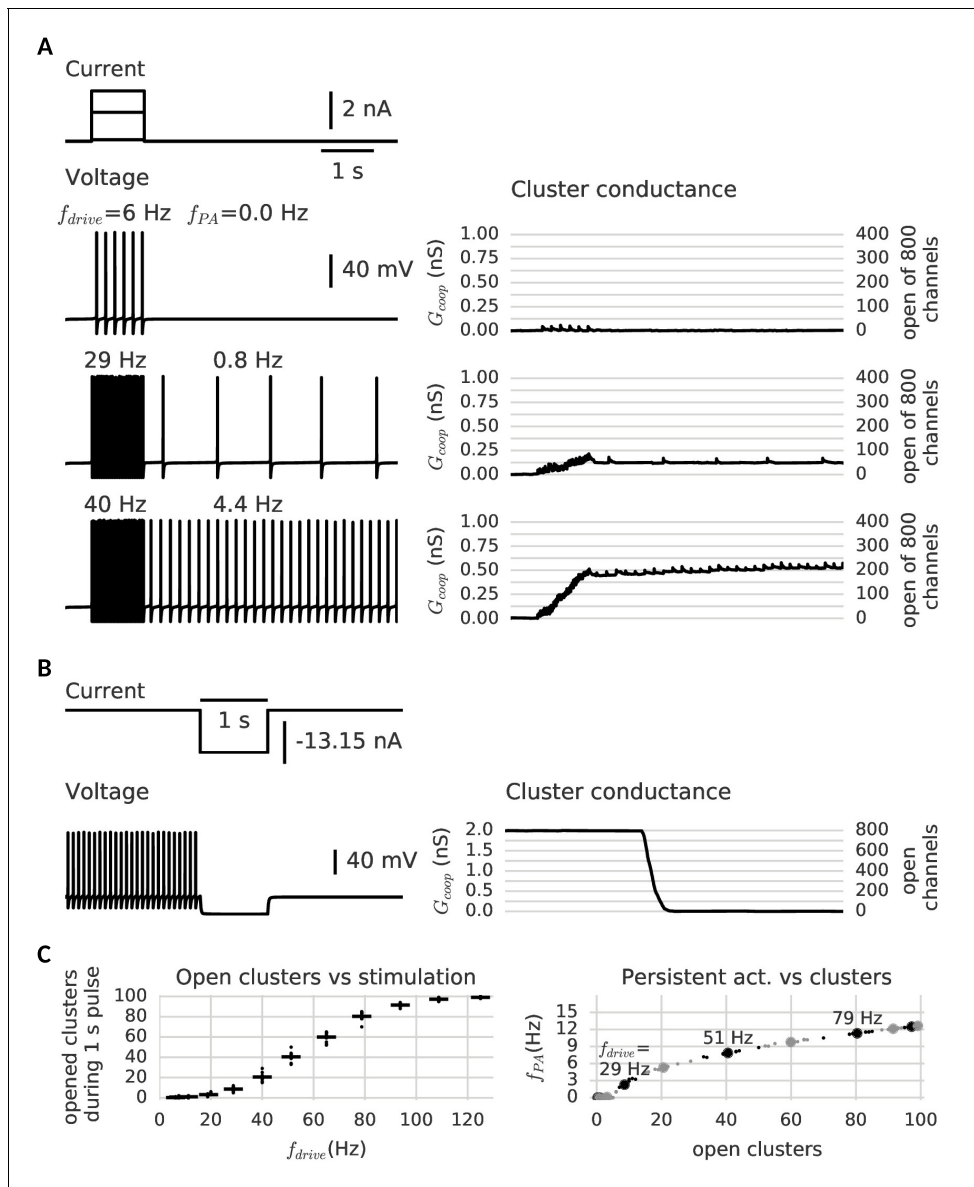 A
Current
2 nA
1 s
Voltage
f_drive=6 Hz f_PA=0.0 Hz
40 mV
Cluster conductance
G_coop (nS)
1.00
0.75
0.50
0.25
0.00
400
300
200
100
0
open of 800
channels
29 Hz 0.8 Hz
G_coop (nS)
1.00
0.75
0.50
0.25
0.00
400
300
200
100
0
open of 800
channels
40 Hz 4.4 Hz
G_coop (nS)
1.00
0.75
0.50
0.25
0.00
400
300
200
100
0
open of 800
channels
B
Current
1 s
-13.15 nA
Voltage
40 mV
Cluster conductance
G_coop (nS)
2.0
1.5
1.0
0.5
0.0
800
600
400
200
0
open
channels
C
Open clusters vs stimulation
opened clusters
during 1 s pulse
100
80
60
40
20
0
0 20 40 60 80 100 120
f_drive(Hz)
Persistent act. vs clusters
f_PA(Hz)
15
12
9
6
3
0
f_drive=
29 Hz
51 Hz
79 Hz
0 20 40 60 80 100
open clusters